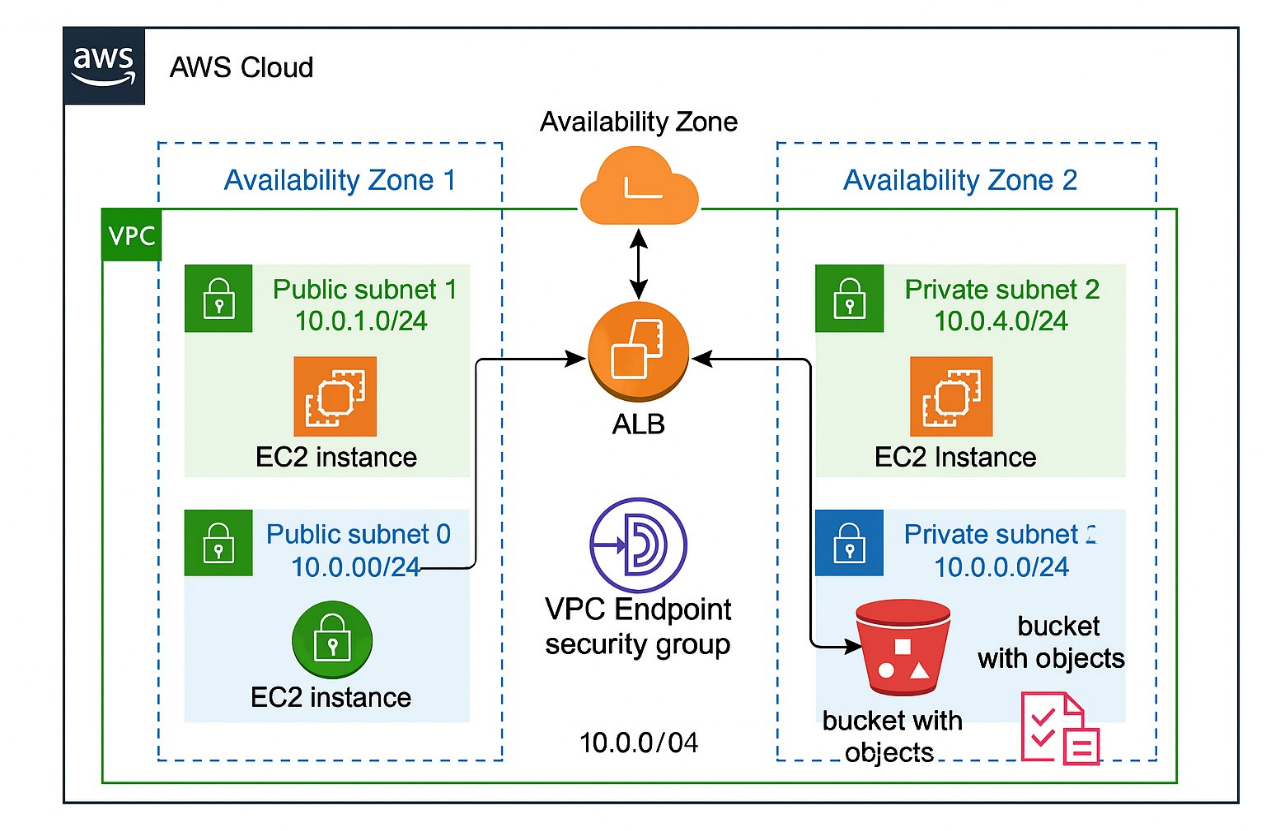 aws
AWS Cloud
Availability Zone
Availability Zone 1
Availability Zone 2
VPC
Public subnet 1
10.0.1.0/24
EC2 instance
Private subnet 2
10.0.4.0/24
EC2 Instance
ALB
Public subnet 0
10.0.00/24
EC2 instance
VPC Endpoint
security group
10.0.0/04
Private subnet
10.0.0.0/24
bucket
with objects
bucket with
objects